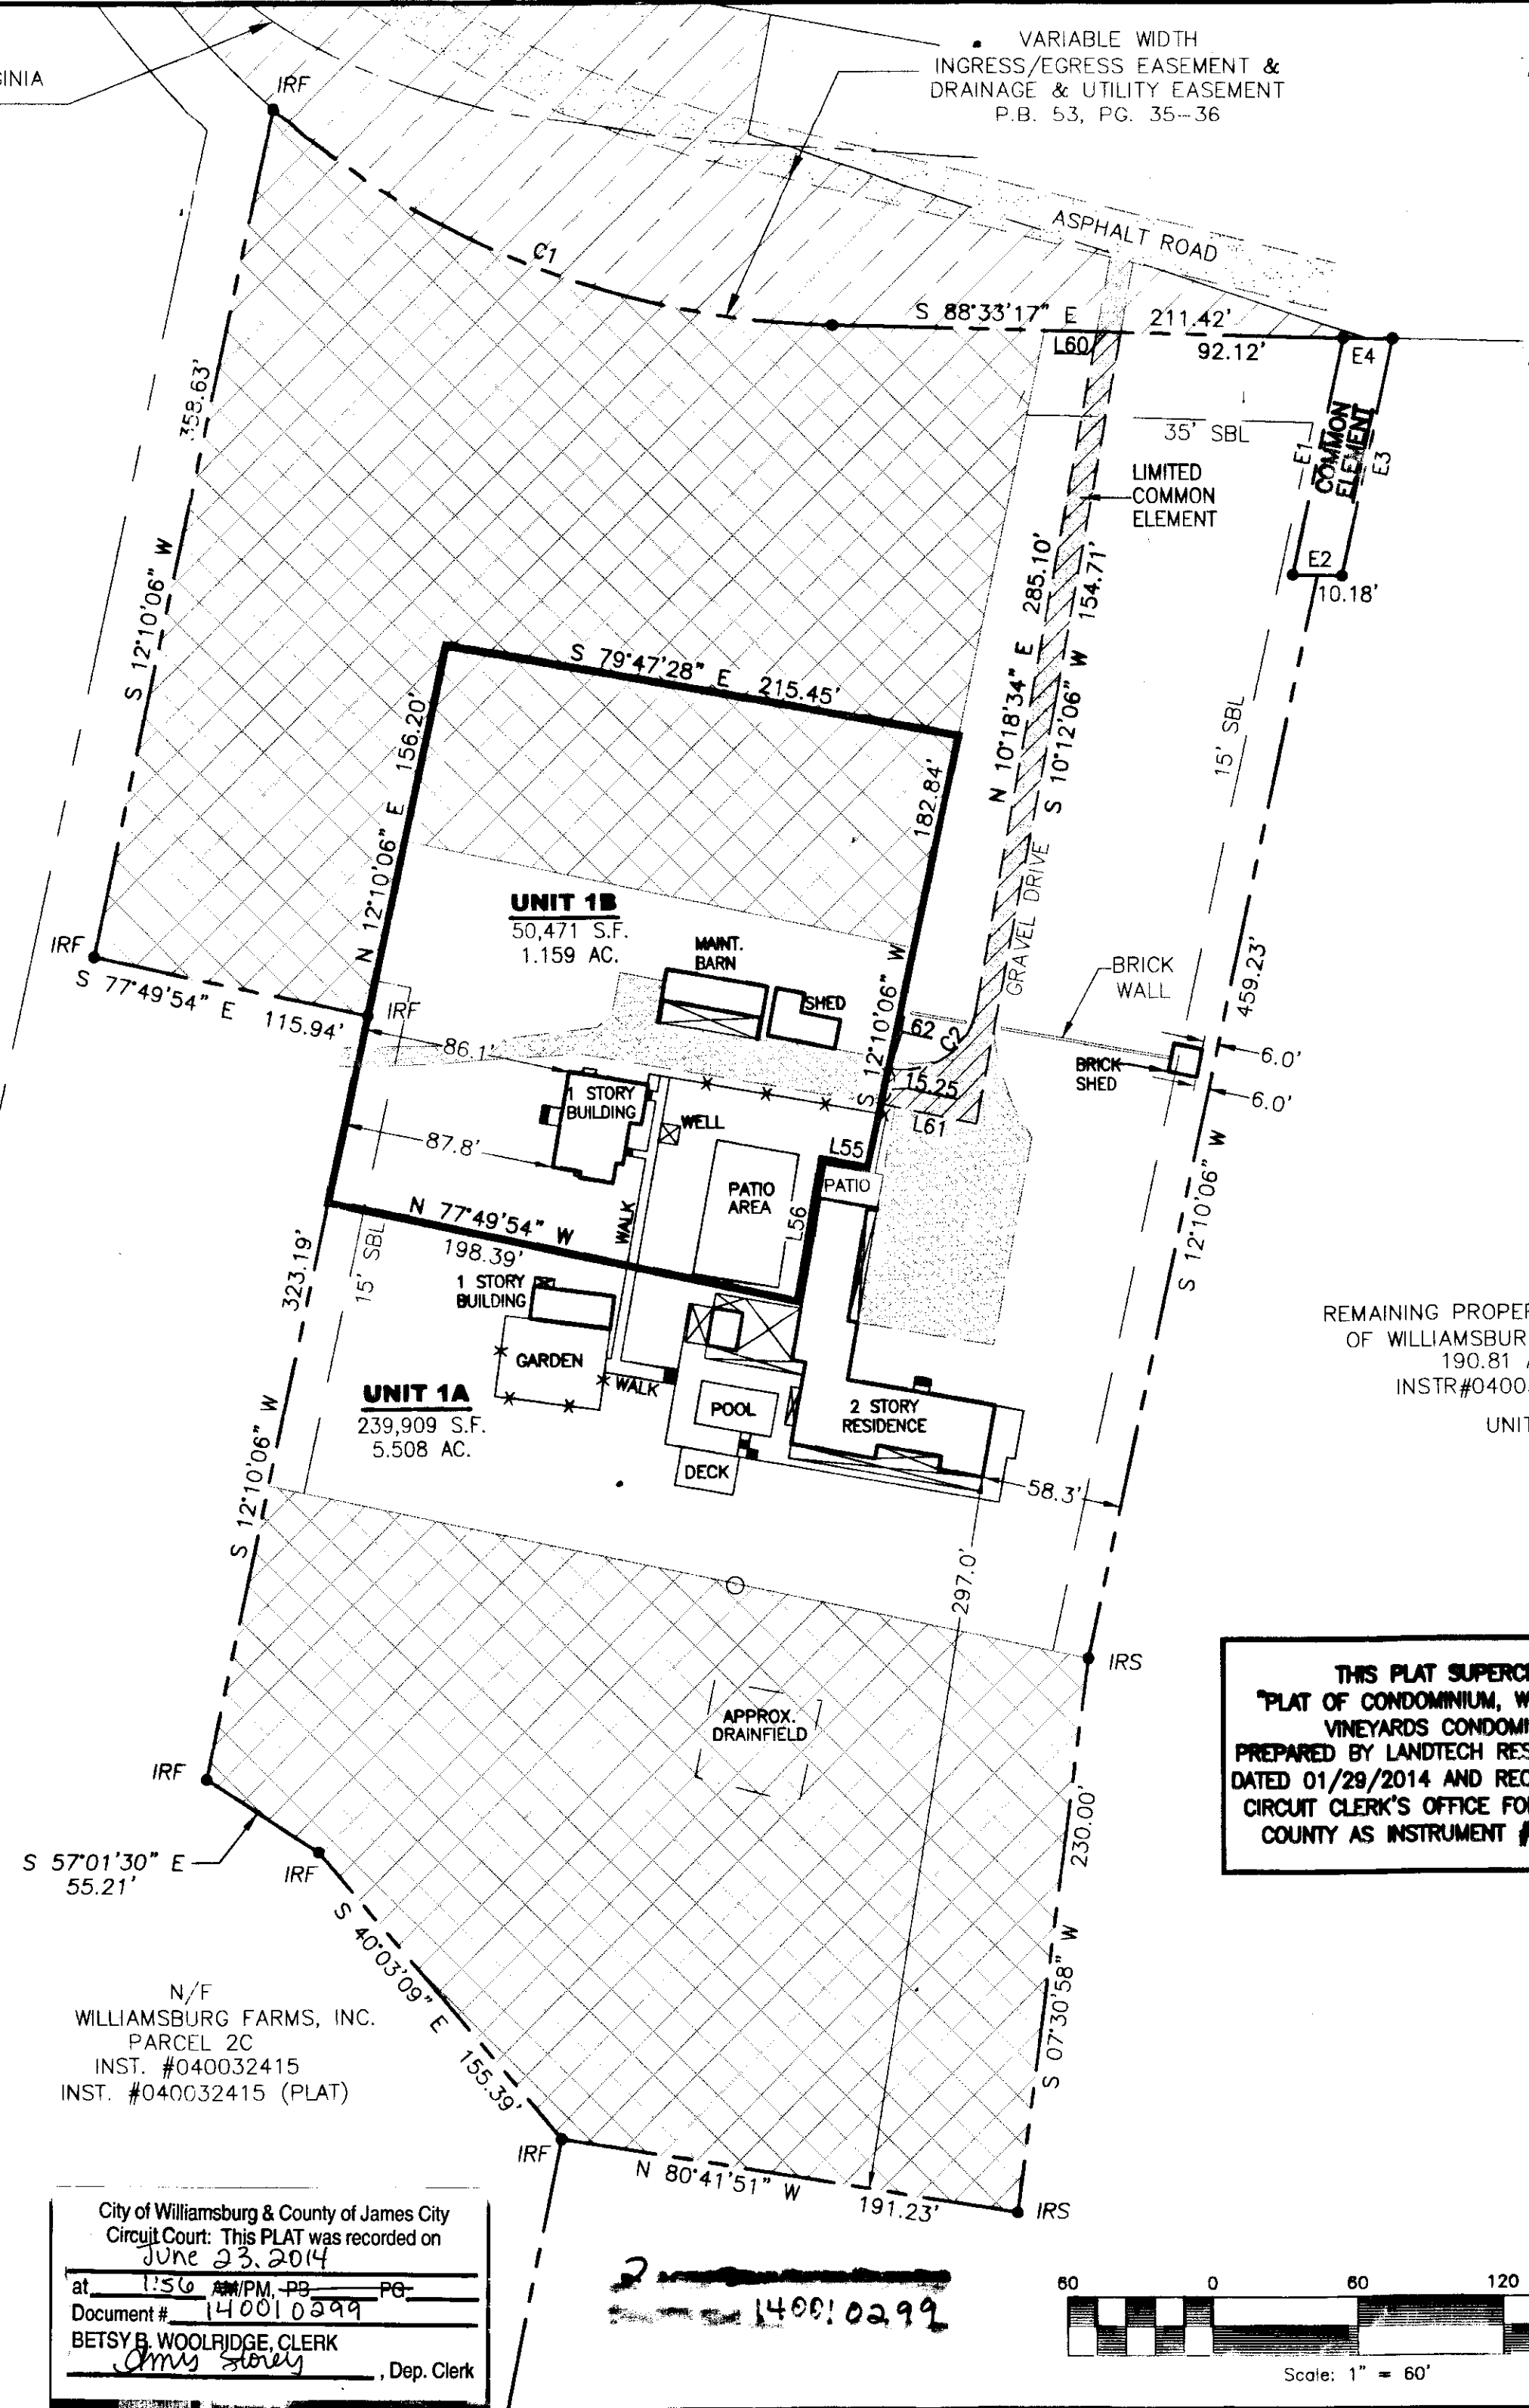 VARIABLE WIDTH
INGRESS/EGRESS EASEMENT &
DRAINAGE & UTILITY EASEMENT
P.B. 53, PG. 35-36
IRF
C1
ASPHALT ROAD
S 88°33'17" E
211.42'
L60
92.12'
E4
358.63'
S 12°10'06" W
35' SBL
E1
COMMON
ELEMENT
E3
LIMITED
COMMON
ELEMENT
E2
10.18'
N 10°18'34" E 285.10'
S 10°12'06" W 154.71'
15' SBL
S 79°47'28" E 215.45'
N 12°10'06" E 156.20'
182.84'
S 12°10'06" W
UNIT 1B
50,471 S.F.
1.159 AC.
MAINT.
BARN
SHED
GRAVEL DRIVE
BRICK
WALL
459.23'
IRF
S 77°49'54" E 115.94'
IRF
86.1'
62
C2
BRICK
SHED
6.0'
6.0'
1 STORY
BUILDING
15.25
L61
WELL
87.8'
L55
PATIO
PATIO
AREA
L56
WALK
S 12°10'06" W
N 77°49'54" W
198.39'
323.19'
15' SBL
1 STORY
BUILDING
GARDEN
WALK
UNIT 1A
239,909 S.F.
5.508 AC.
POOL
2 STORY
RESIDENCE
DECK
58.3'
REMAINING PROPER
OF WILLIAMSBUR
190.81
INSTR#0400
UNIT
S 12°10'06" W
297.0'
IRS
APPROX.
DRAINFIELD
THIS PLAT SUPERC
"PLAT OF CONDOMINIUM, W
VINEYARDS CONDOMI
PREPARED BY LANDTECH RES
DATED 01/29/2014 AND REC
CIRCUIT CLERK'S OFFICE FO
COUNTY AS INSTRUMENT #
IRF
S 57°01'30" E
55.21'
IRF
230.00'
S 07°30'58" W
S 40°03'09" E 155.39'
N/F
WILLIAMSBURG FARMS, INC.
PARCEL 2C
INST. #040032415
INST. #040032415 (PLAT)
IRF
N 80°41'51" W
191.23'
IRS
City of Williamsburg & County of James City
Circuit Court: This PLAT was recorded on
June 23, 2014
at 1:56 AM/PM, PB PG
Document # 140010299
BETSY B. WOOLRIDGE, CLERK
Amy Storey, Dep. Clerk
2
140010299
60 0 60 120
Scale: 1" = 60'